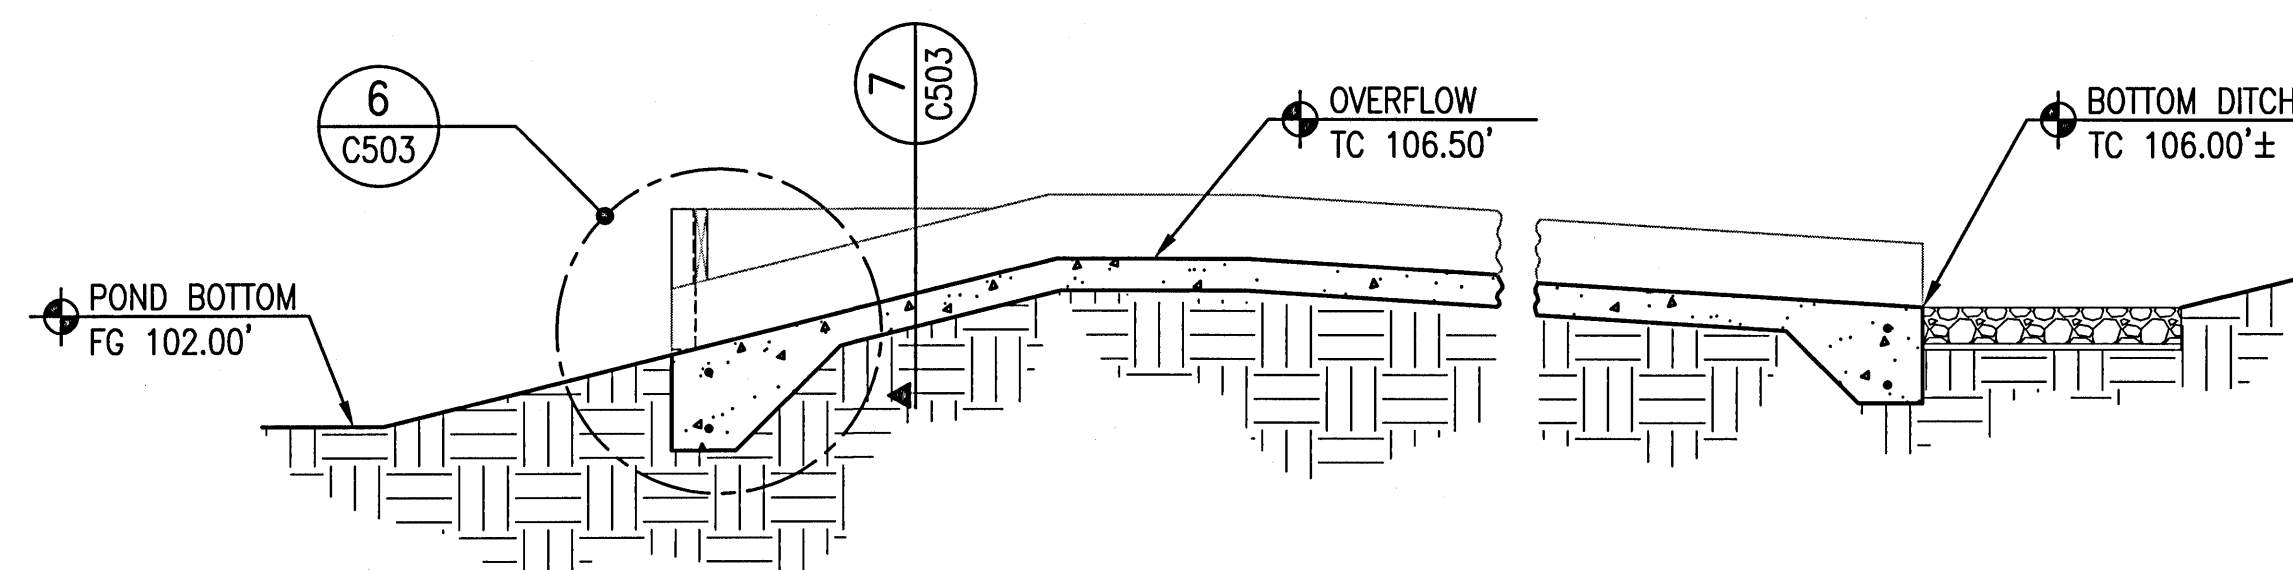 6
C503
7
C503
OVERFLOW
TC 106.50'
BOTTOM DITCH
TC 106.00'±
POND BOTTOM
FG 102.00'